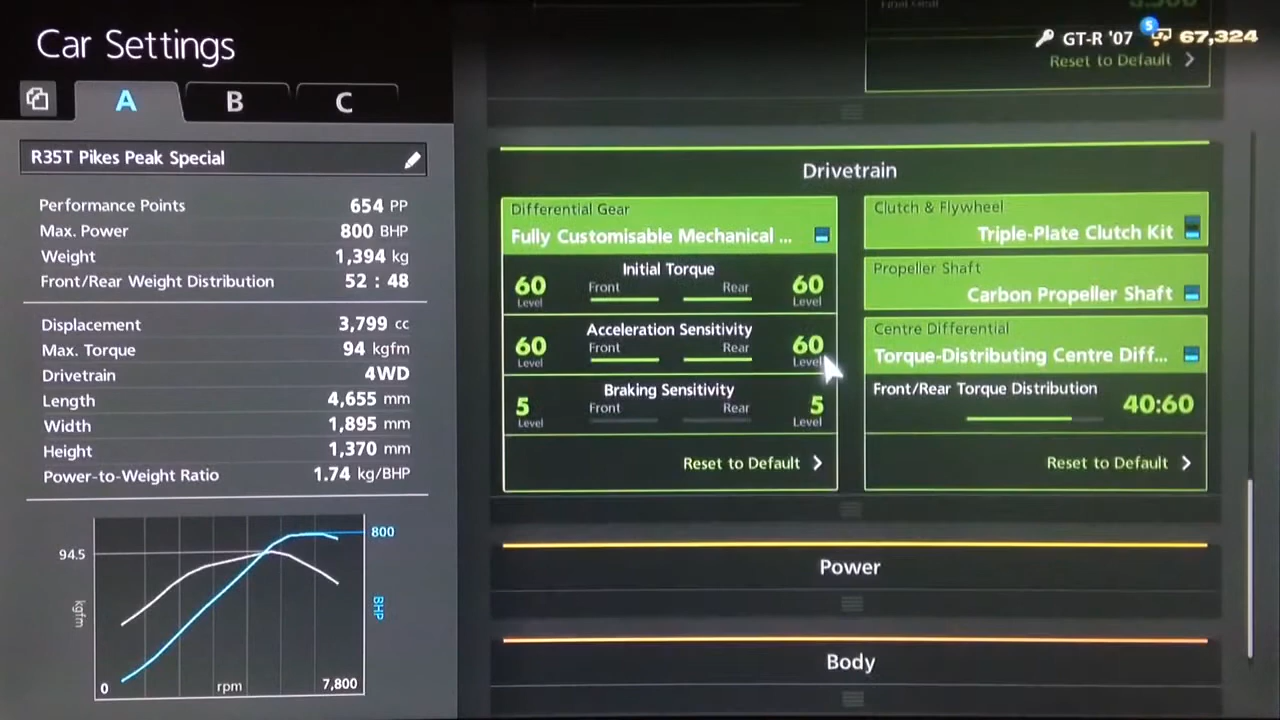 Car Settings
GT-R '07
5
67,324
Reset to Default
A
B
C
R35T Pikes Peak Special
Performance Points 654 PP
Max. Power 800 BHP
Weight 1,394 kg
Front/Rear Weight Distribution 52 : 48
Displacement 3,799 cc
Max. Torque 94 kgfm
Drivetrain 4WD
Length 4,655 mm
Width 1,895 mm
Height 1,370 mm
Power-to-Weight Ratio 1.74 kg/BHP
800
94.5
kgfm
BHP
0 rpm 7,800
Drivetrain
Differential Gear
Fully Customisable Mechanical ...
Initial Torque
60 Level Front Rear 60 Level
Acceleration Sensitivity
60 Level Front Rear 60 Level
Braking Sensitivity
5 Level Front Rear 5 Level
Reset to Default
Clutch & Flywheel
Triple-Plate Clutch Kit
Propeller Shaft
Carbon Propeller Shaft
Centre Differential
Torque-Distributing Centre Diff...
Front/Rear Torque Distribution
40:60
Reset to Default
Power
Body